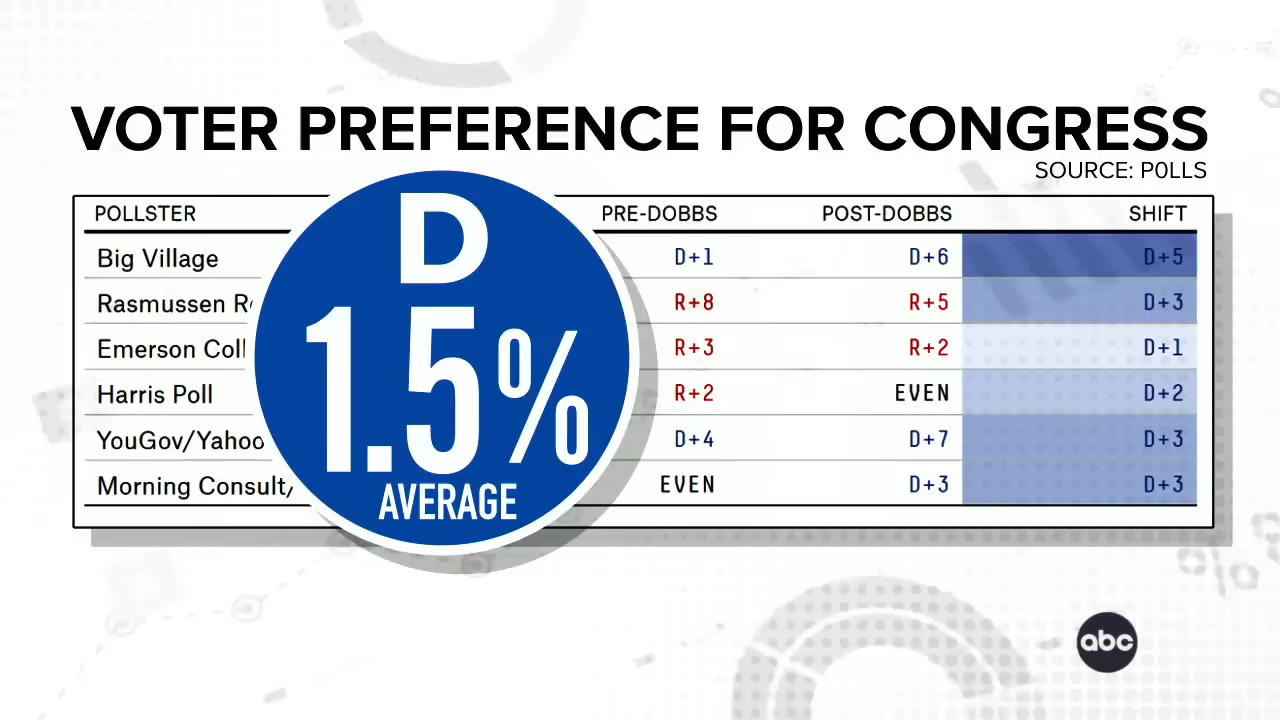 VOTER PREFERENCE FOR CONGRESS
SOURCE: P0LLS
POLLSTER PRE-DOBBS POST-DOBBS SHIFT
Big Village D+1 D+6 D+5
Rasmussen R+8 R+5 D+3
Emerson R+3 R+2 D+1
Harris Poll R+2 EVEN D+2
YouGov/Yahoo D+4 D+7 D+3
Morning Consult/ EVEN D+3 D+3
D
1.5%
AVERAGE
abc